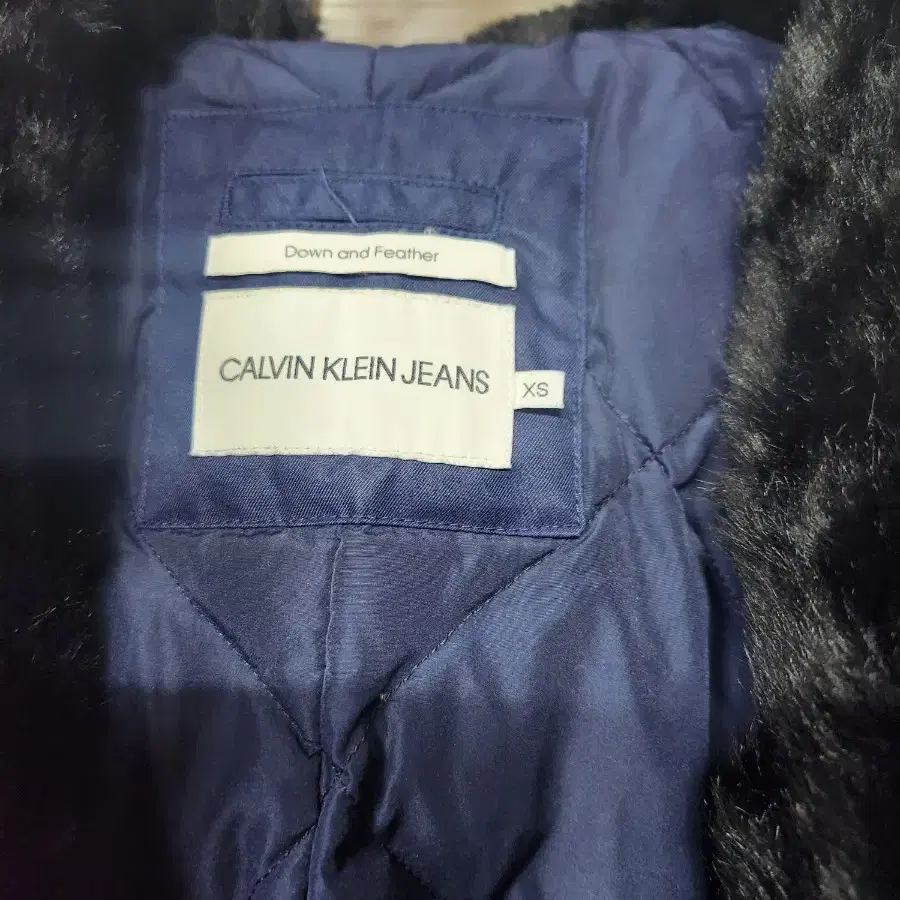 Down and Feather
CALVIN KLEIN JEANS
XS